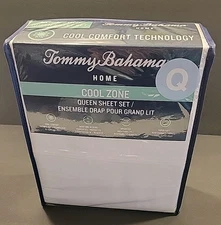 COOL COMFORT TECHNOLOGY
Tommy Bahama
HOME
Q
COOL ZONE
QUEEN SHEET SET /
ENSEMBLE DRAP POUR GRAND LIT